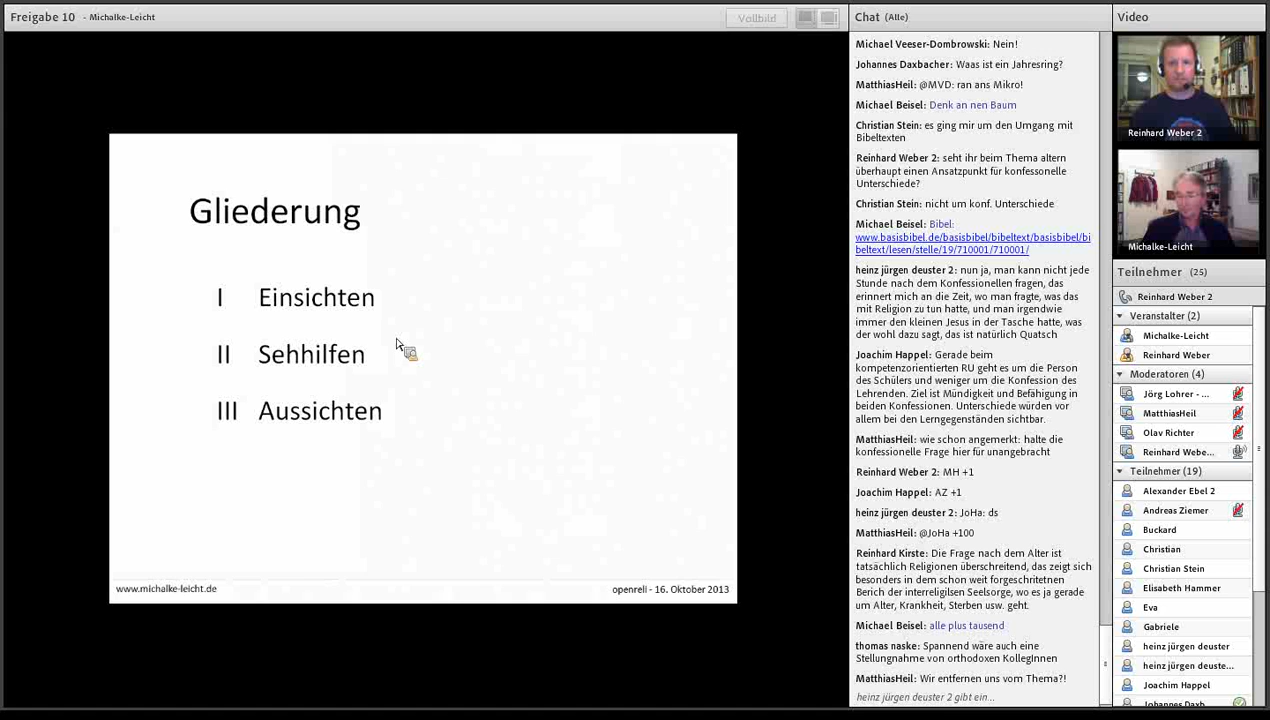 Freigabe 10 - Michalke-Leicht
Vollbild
Gliederung
I Einsichten
II Sehhilfen
III Aussichten
www.michalke-leicht.de
openreli - 16. Oktober 2013
Chat (Alle)
Michael Veeser-Dombrowski: Nein!
Johannes Daxbacher: Waas ist ein Jahresring?
MatthiasHeil: @MVD: ran ans Mikro!
Michael Beisel: Denk an nen Baum
Christian Stein: es ging mir um den Umgang mit
Bibeltexten
Reinhard Weber 2: seht ihr beim Thema altern
überhaupt einen Ansatzpunkt für konfessonelle
Unterschiede?
Christian Stein: nicht um konf. Unterschiede
Michael Beisel: Bibel:
www.basisbibel.de/basisbibel/bibeltext/basisbibel/bi
beltext/lesen/stelle/19/710001/710001/
heinz jürgen deuster 2: nun ja, man kann nicht jede
Stunde nach dem Konfessionellen fragen, das
erinnert mich an die Zeit, wo man fragte, was das
mit Religion zu tun hatte, und man irgendwie
immer den kleinen Jesus in der Tasche hatte, was
der wohl dazu sagt, das ist natürlich Quatsch
Joachim Happel: Gerade beim
kompetenzorientierten RU geht es um die Person
des Schülers und weniger um die Konfession des
Lehrenden. Ziel ist Mündigkeit und Befähigung in
beiden Konfessionen. Unterschiede würden vor
allem bei den Lerngegenständen sichtbar.
MatthiasHeil: wie schon angemerkt: halte die
konfessionelle Frage hier für unangebracht
Reinhard Weber 2: MH +1
Joachim Happel: AZ +1
heinz jürgen deuster 2: JoHa: ds
MatthiasHeil: @JoHa +100
Reinhard Kirste: Die Frage nach dem Alter ist
tatsächlich Religionen überschreitend, das zeigt sich
besonders in dem schon weit forgeschritetnen
Berich der interreligilsen Seelsorge, wo es ja gerade
um Alter, Krankheit, Sterben usw. geht.
Michael Beisel: alle plus tausend
thomas naske: Spannend wäre auch eine
Stellungnahme von orthodoxen KollegInnen
MatthiasHeil: Wir entfernen uns vom Thema?!
heinz jürgen deuster 2 gibt ein...
Video
Reinhard Weber 2
Michalke-Leicht
Teilnehmer (25)
Reinhard Weber 2
Veranstalter (2)
Michalke-Leicht
Reinhard Weber
Moderatoren (4)
Jörg Lohrer - ...
MatthiasHeil
Olav Richter
Reinhard Webe...
Teilnehmer (19)
Alexander Ebel 2
Andreas Ziemer
Buckard
Christian
Christian Stein
Elisabeth Hammer
Eva
Gabriele
heinz jürgen deuster
heinz jürgen deuste...
Joachim Happel
Johannes Daxb...